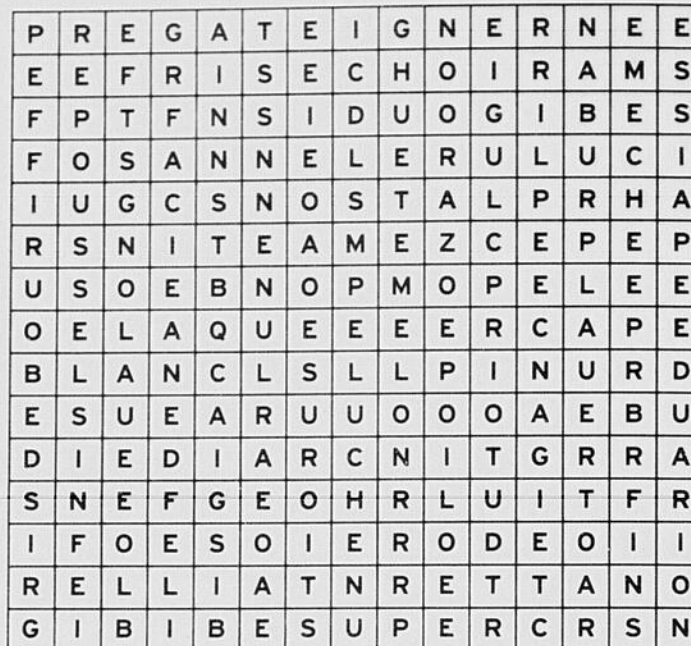 P R E G A T E I G N E R N E E
E E F R I S E C H O I R A M S
F P T F N S I D U O G I B E S
F O S A N N E L E R U L U C I
I U G C S N O S T A L P R H A
R S N I T E A M E Z C E P E P
U S O E B N O P M O P E L E E
O E L A Q U E E E E R C A P E
B L A N C L S L L P I N U R D
E S U E A R U U O O O A E B U
D I E D I A R C N I T G R R A
S N E F G E O H R L U I T F R
I F O E S O I E R O D E O I I
R E L L I A T N R E T T A N O
G I B I B E S U P E R C R S N